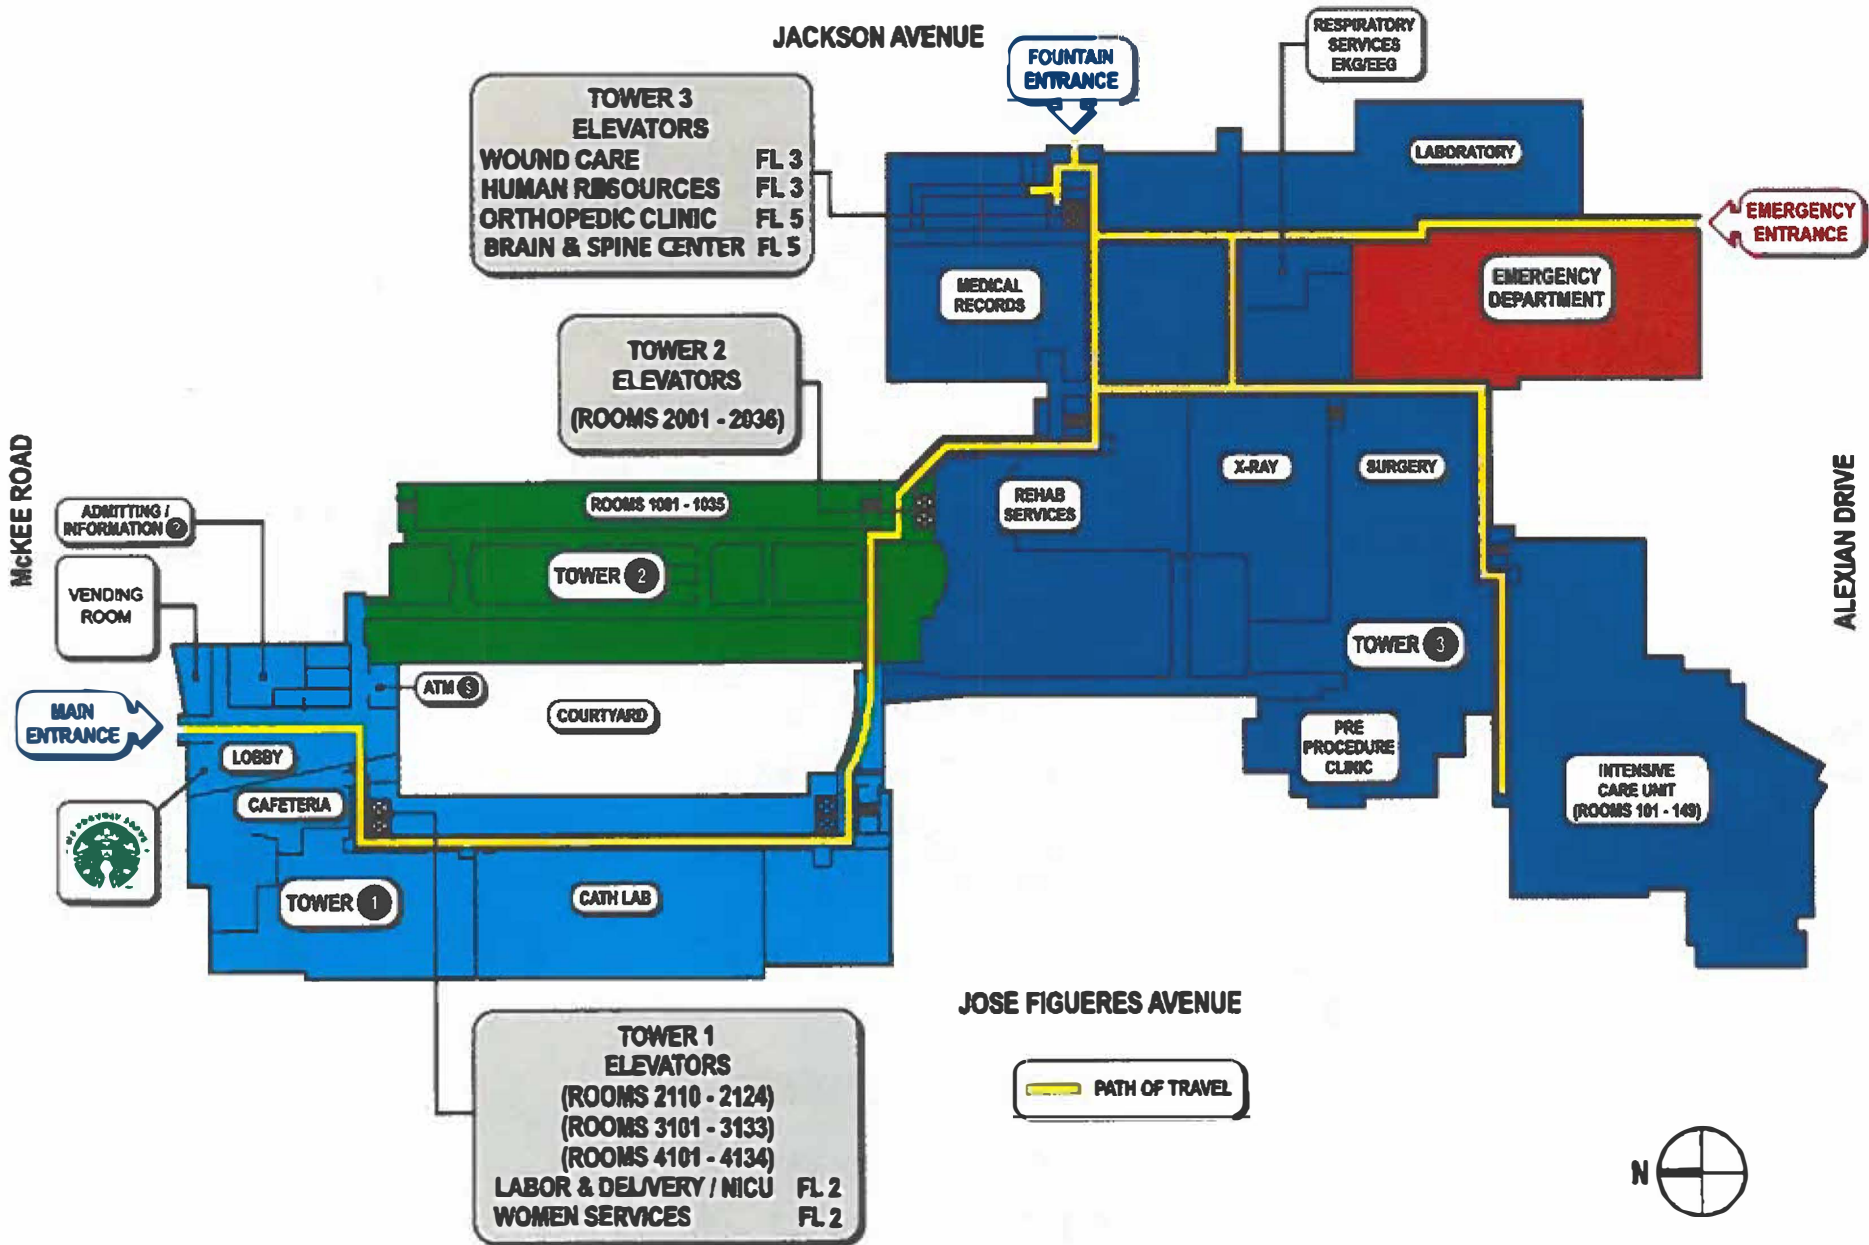 JACKSON AVENUE
FOUNTAIN
ENTRANCE
RESPIRATORY
SERVICES
EKG/EEG
TOWER 3
ELEVATORS
WOUND CARE FL 3
HUMAN RESOURCES FL 3
ORTHOPEDIC CLINIC FL 5
BRAIN & SPINE CENTER FL 5
LABORATORY
EMERGENCY
ENTRANCE
MEDICAL
RECORDS
EMERGENCY
DEPARTMENT
TOWER 2
ELEVATORS
(ROOMS 2001 - 2036)
McKEE ROAD
ADMITTING /
INFORMATION ?
ROOMS 1001 - 1035
REHAB
SERVICES
X-RAY
SURGERY
ALEXIAN DRIVE
VENDING
ROOM
TOWER 2
TOWER 3
ATM $
MAIN
ENTRANCE
COURTYARD
LOBBY
PRE
PROCEDURE
CLINIC
INTENSIVE
CARE UNIT
(ROOMS 101 - 149)
CAFETERIA
TOWER 1
CATH LAB
JOSE FIGUERES AVENUE
TOWER 1
ELEVATORS
(ROOMS 2110 - 2124)
(ROOMS 3101 - 3133)
(ROOMS 4101 - 4134)
LABOR & DELIVERY / NICU FL 2
WOMEN SERVICES FL 2
PATH OF TRAVEL
N